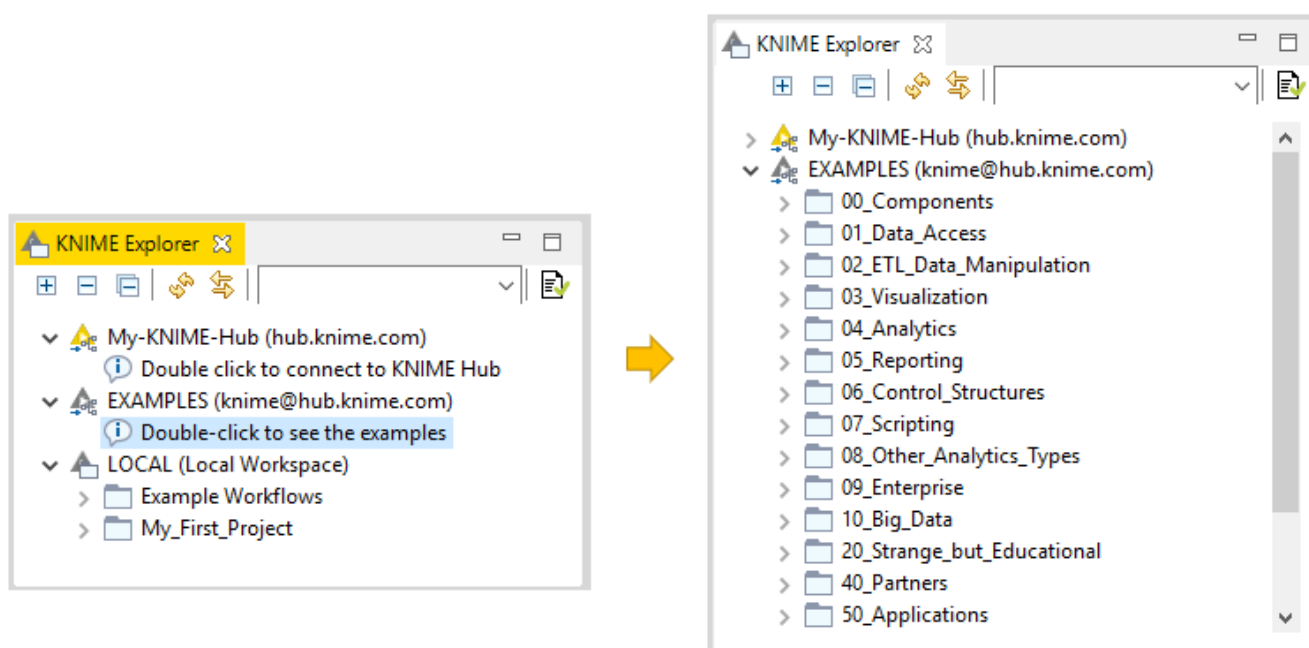 KNIME Explorer
My-KNIME-Hub (hub.knime.com)
Double click to connect to KNIME Hub
EXAMPLES (knime@hub.knime.com)
Double-click to see the examples
LOCAL (Local Workspace)
Example Workflows
My_First_Project
KNIME Explorer
My-KNIME-Hub (hub.knime.com)
EXAMPLES (knime@hub.knime.com)
00_Components
01_Data_Access
02_ETL_Data_Manipulation
03_Visualization
04_Analytics
05_Reporting
06_Control_Structures
07_Scripting
08_Other_Analytics_Types
09_Enterprise
10_Big_Data
20_Strange_but_Educational
40_Partners
50_Applications